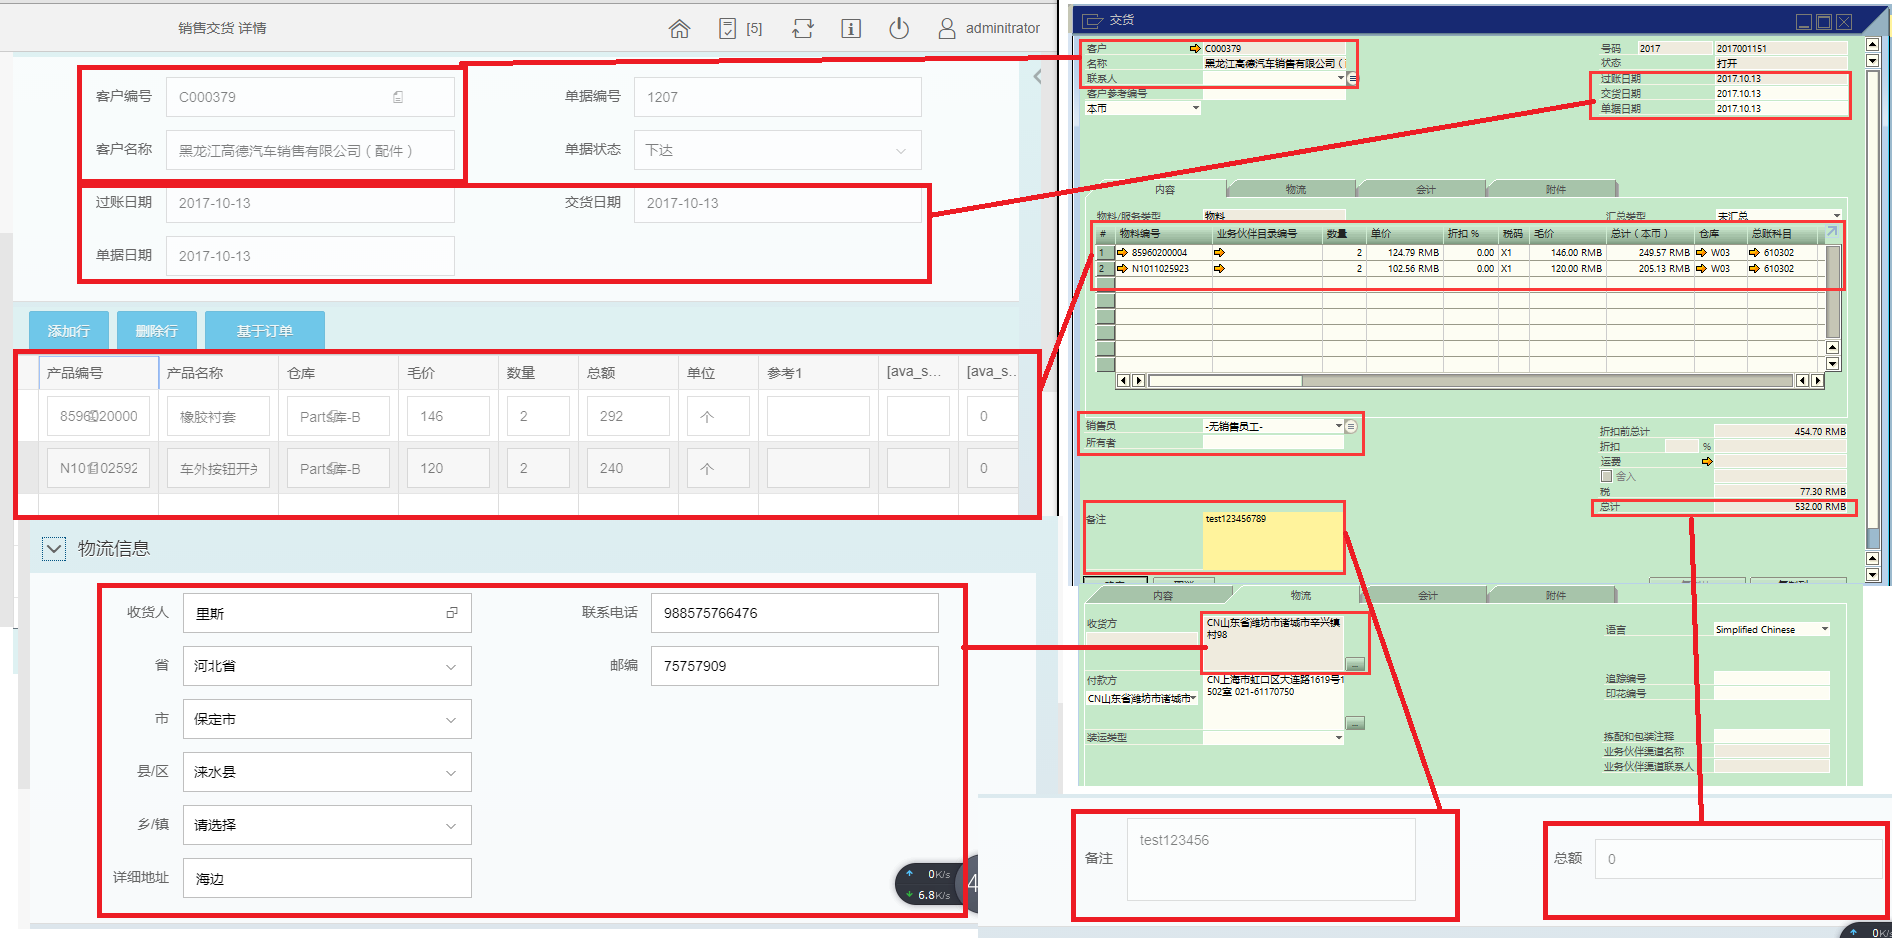 销售交货 详情
[5]
adminitrator
客户编号 C000379
单据编号 1207
客户名称 黑龙江高德汽车销售有限公司（配件）
单据状态 下达
过账日期 2017-10-13
交货日期 2017-10-13
单据日期 2017-10-13
添加行 删除行 基于订单
产品编号 产品名称 仓库 毛价 数量 总额 单位 参考1 [ava_s... [ava_s...
8596020000 橡胶衬套 Parts库-B 146 2 292 个 0
N101102592 车外按钮开关 Parts库-B 120 2 240 个 0
物流信息
收货人 里斯
联系电话 988575766476
省 河北省
邮编 75757909
市 保定市
县/区 涞水县
乡/镇 请选择
详细地址 海边
0K/s
6.8K/s
4
交货
客户 C000379
名称 黑龙江高德汽车销售有限公司（
联系人
客户参考编号
本币
号码 2017 2017001151
状态 打开
过账日期 2017.10.13
交货日期 2017.10.13
单据日期 2017.10.13
内容 物流 会计 附件
物料/服务类型 物料
汇总类型 未汇总
# 物料编号 业务伙伴目录编号 数量 单价 折扣 % 税码 毛价 总计（本币） 仓库 总账科目
1 85960200004 2 124.79 RMB 0.00 X1 146.00 RMB 249.57 RMB W03 610302
2 N1011025923 2 102.56 RMB 0.00 X1 120.00 RMB 205.13 RMB W03 610302
销售员 -无销售员工-
所有者
折扣前总计 454.70 RMB
折扣 %
运费
舍入
税 77.30 RMB
总计 532.00 RMB
备注 test123456789
内容 物流 会计 附件
收货方 CN山东省潍坊市诸城市辛兴镇
村98
语言 Simplified Chinese
付款方 CN上海市虹口区大连路1619号1
502室 021-61170750
CN山东省潍坊市诸城市
追踪编号
印花编号
装运类型
拣配和包装注释
业务伙伴渠道名称
业务伙伴渠道联系人
备注 test123456
总额 0
0K/s